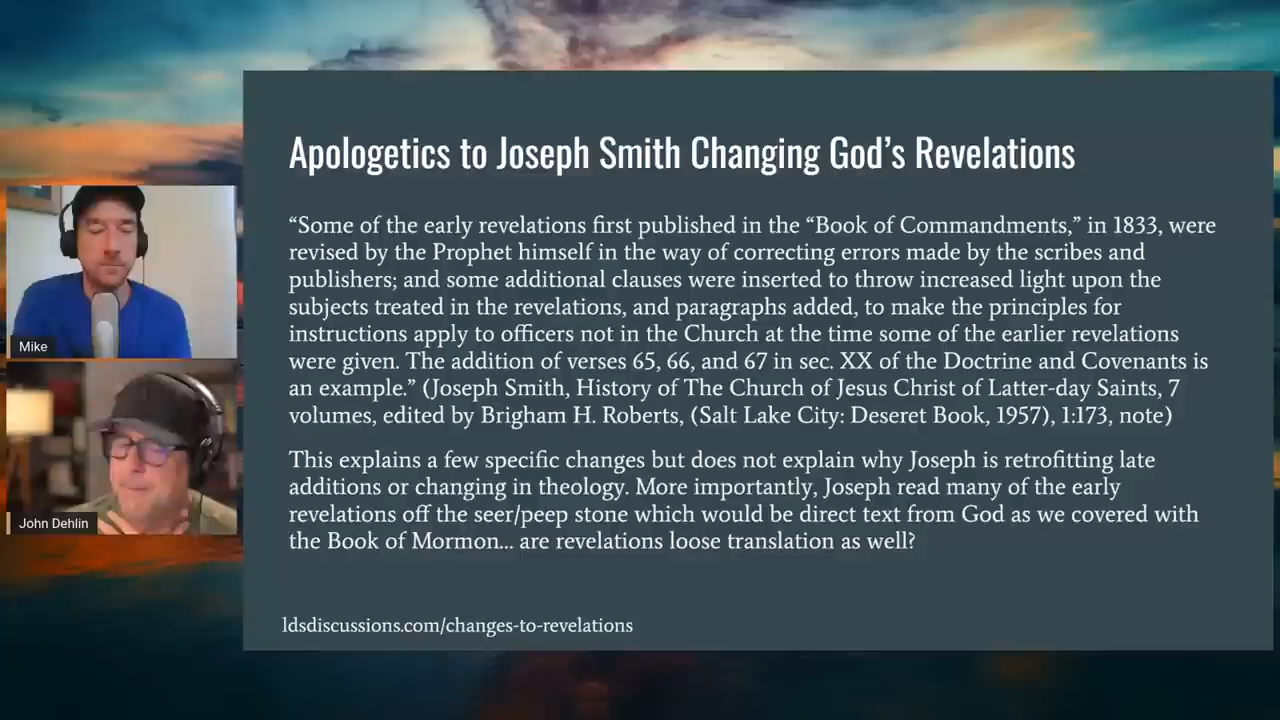 Apologetics to Joseph Smith Changing God's Revelations
“Some of the early revelations first published in the “Book of Commandments,” in 1833, were
revised by the Prophet himself in the way of correcting errors made by the scribes and
publishers; and some additional clauses were inserted to throw increased light upon the
subjects treated in the revelations, and paragraphs added, to make the principles for
instructions apply to officers not in the Church at the time some of the earlier revelations
were given. The addition of verses 65, 66, and 67 in sec. XX of the Doctrine and Covenants is
an example.” (Joseph Smith, History of The Church of Jesus Christ of Latter-day Saints, 7
volumes, edited by Brigham H. Roberts, (Salt Lake City: Deseret Book, 1957), 1:173, note)
This explains a few specific changes but does not explain why Joseph is retrofitting late
additions or changing in theology. More importantly, Joseph read many of the early
revelations off the seer/peep stone which would be direct text from God as we covered with
the Book of Mormon... are revelations loose translation as well?
ldsdiscussions.com/changes-to-revelations
Mike
John Dehlin